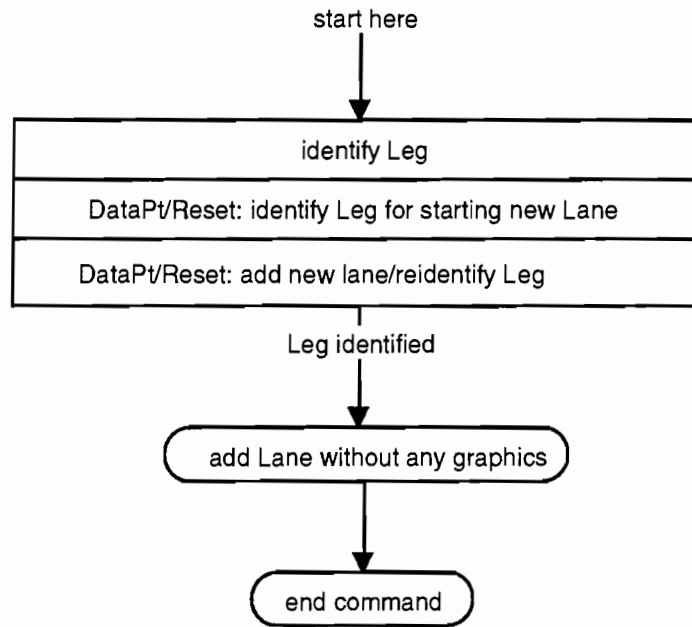 start here
identify Leg
DataPt/Reset: identify Leg for starting new Lane
DataPt/Reset: add new lane/reidentify Leg
Leg identified
add Lane without any graphics
end command